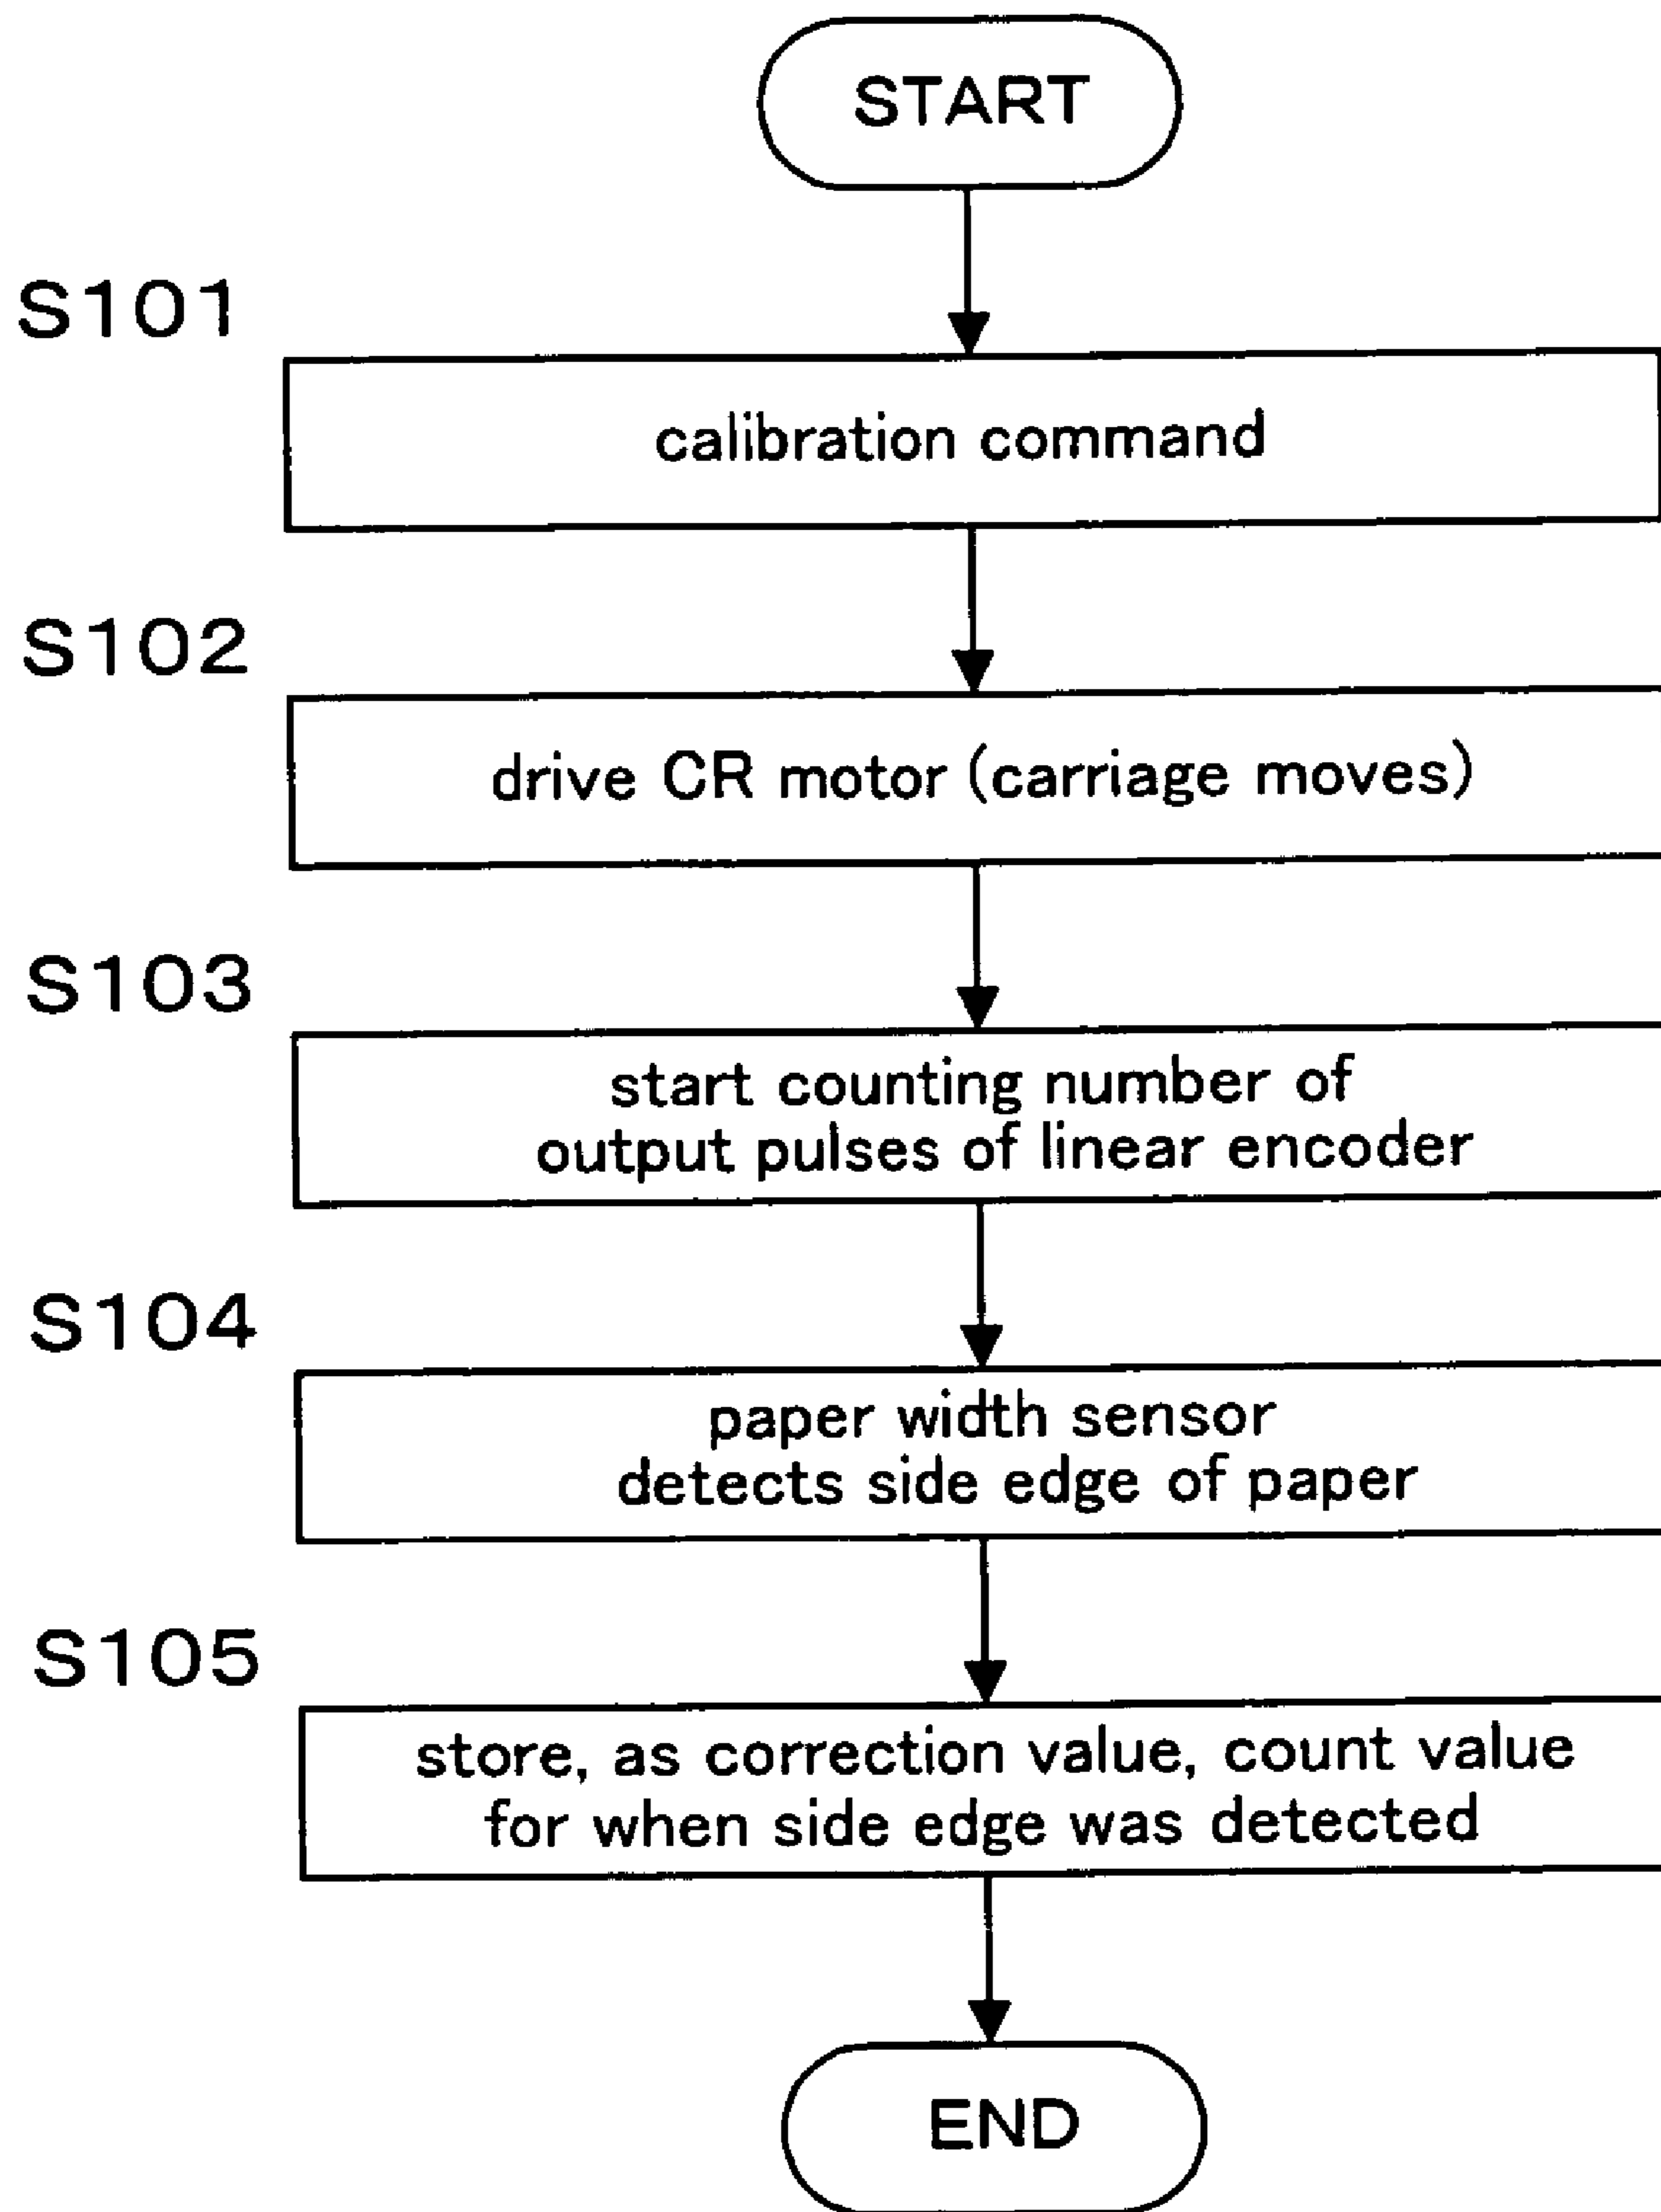 START
S101
calibration command
S102
drive CR motor (carriage moves)
S103
start counting number of
output pulses of linear encoder
S104
paper width sensor
detects side edge of paper
S105
store, as correction value, count value
for when side edge was detected
END